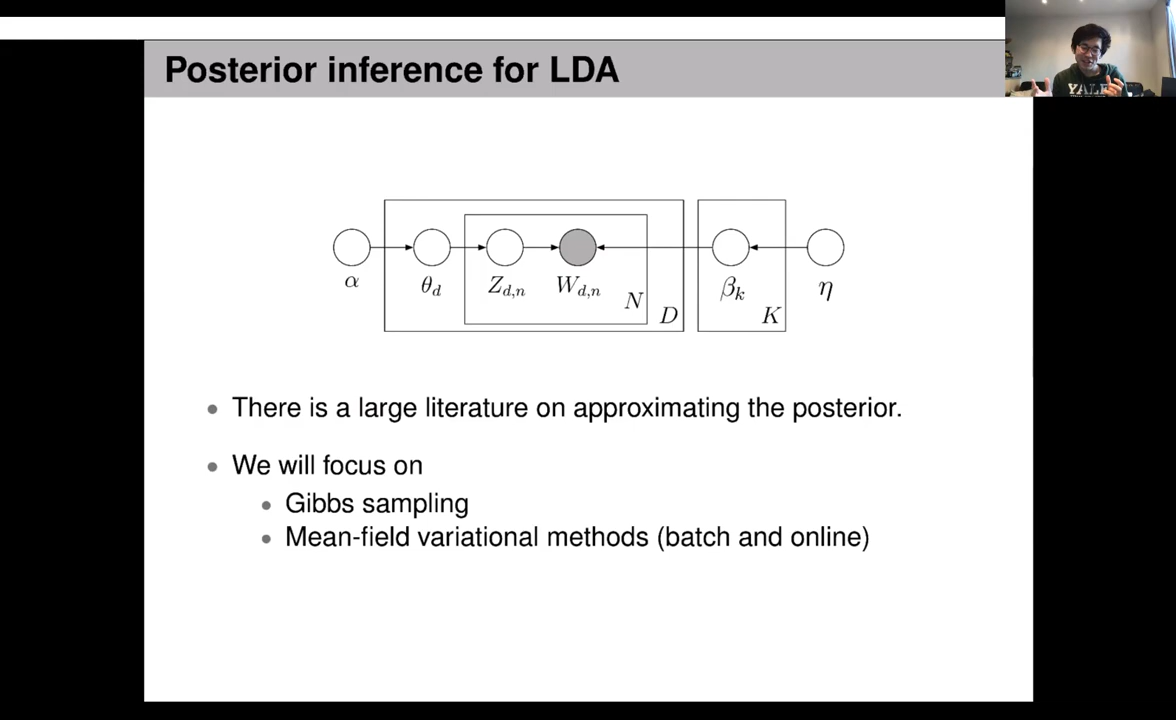 Posterior inference for LDA
YALE
α
θ_d
Z_{d,n}
W_{d,n}
N
D
β_k
K
η
There is a large literature on approximating the posterior.
We will focus on
Gibbs sampling
Mean-field variational methods (batch and online)